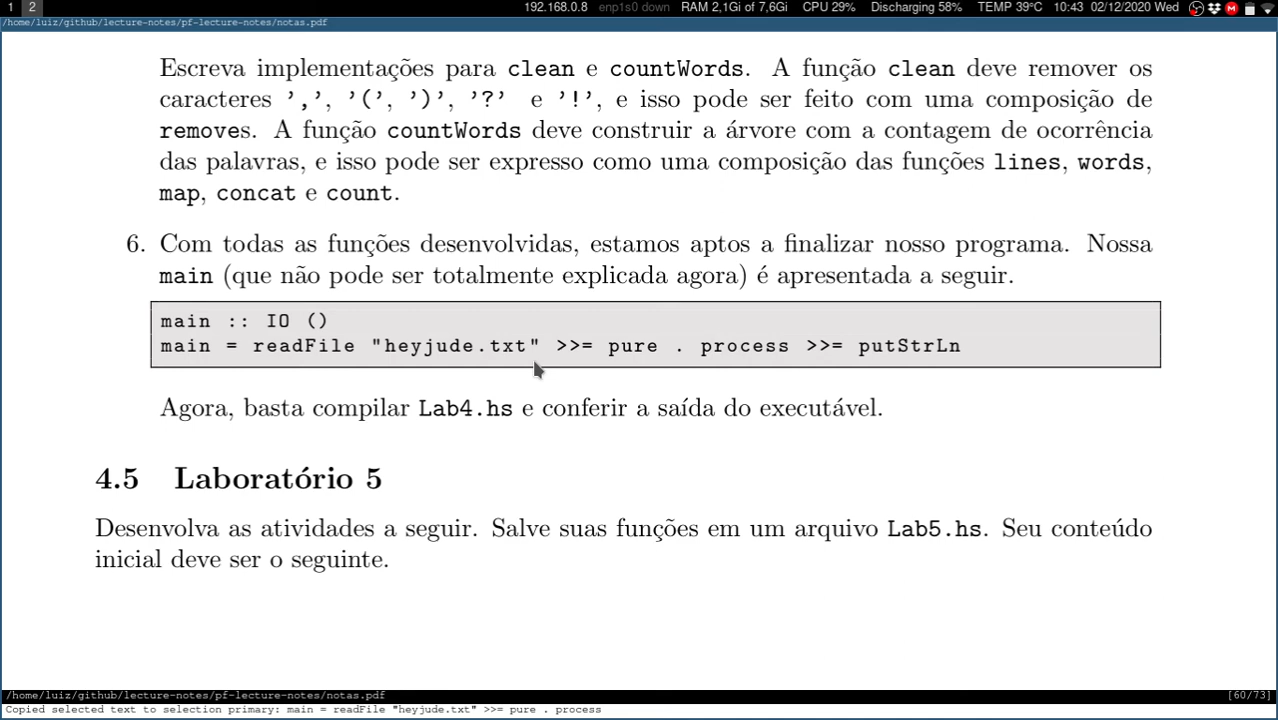 1 2 192.168.0.8 enp1s0 down RAM 2,1Gi of 7,6Gi CPU 29% Discharging 58% TEMP 39°C 10:43 02/12/2020 Wed
/home/luiz/github/lecture-notes/pf-lecture-notes/notas.pdf
Escreva implementações para clean e countWords. A função clean deve remover os
caracteres ’,’, ’(’, ’)’, ’?’ e ’!’, e isso pode ser feito com uma composição de
removes. A função countWords deve construir a árvore com a contagem de ocorrência
das palavras, e isso pode ser expresso como uma composição das funções lines, words,
map, concat e count.
6. Com todas as funções desenvolvidas, estamos aptos a finalizar nosso programa. Nossa
main (que não pode ser totalmente explicada agora) é apresentada a seguir.
main :: IO ()
main = readFile "heyjude.txt" >>= pure . process >>= putStrLn
Agora, basta compilar Lab4.hs e conferir a saída do executável.
4.5 Laboratório 5
Desenvolva as atividades a seguir. Salve suas funções em um arquivo Lab5.hs. Seu conteúdo
inicial deve ser o seguinte.
/home/luiz/github/lecture-notes/pf-lecture-notes/notas.pdf [60/73]
Copied selected text to selection primary: main = readFile "heyjude.txt" >>= pure . process